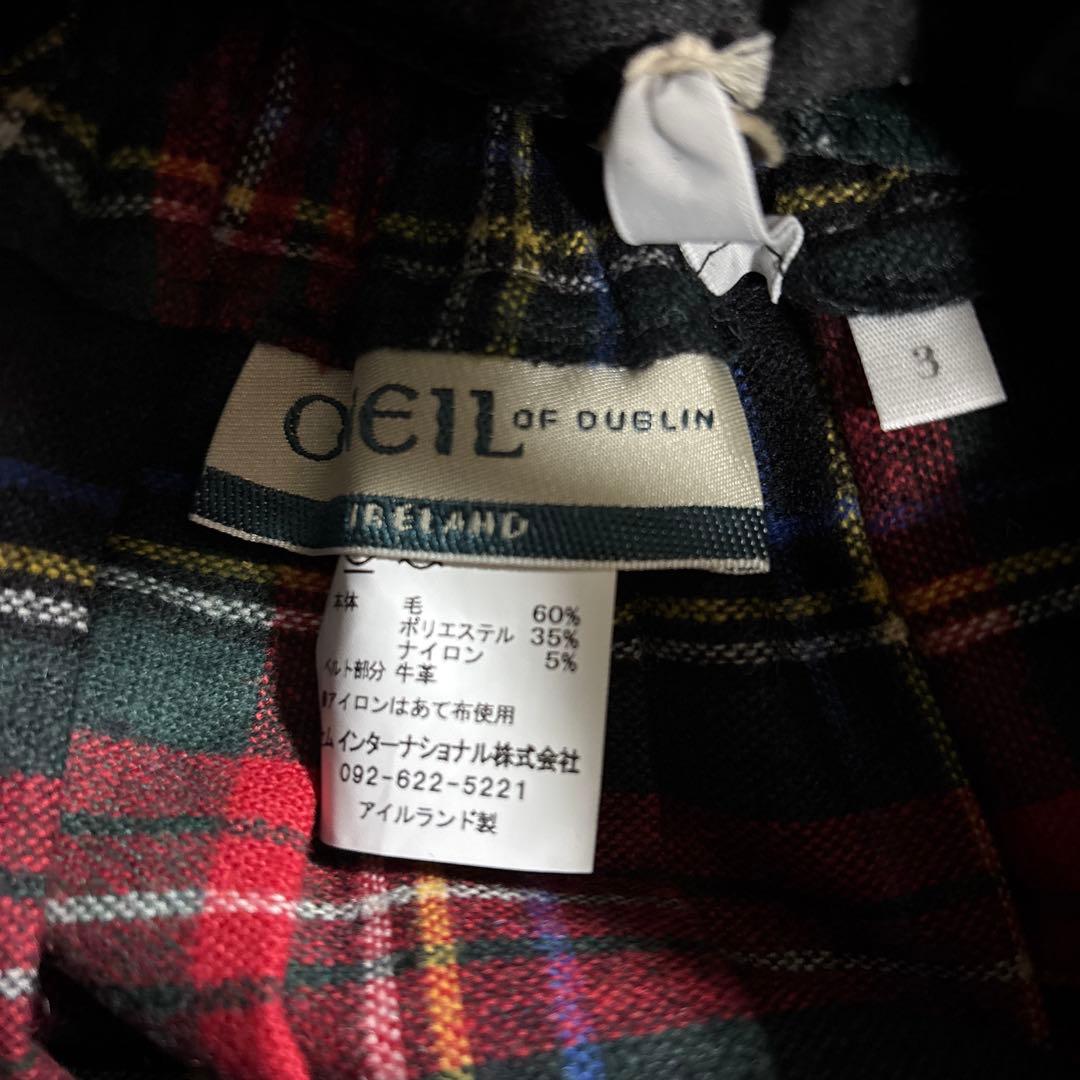 3
O'NEIL OF DUBLIN
IRELAND
本体 毛 60%
ポリエステル 35%
ナイロン 5%
ベルト部分 牛革
アイロンはあて布使用
ムインターナショナル株式会社
092-622-5221
アイルランド製